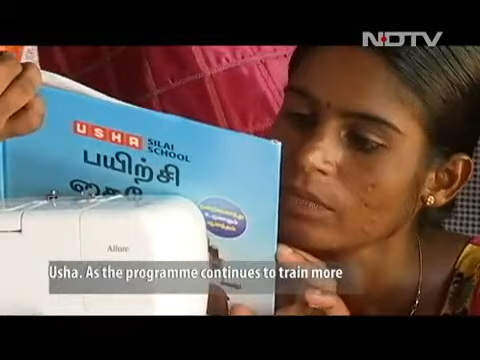 NDTV
USHA
SILAI
SCHOOL
பயிற்சி
Allure
Usha. As the programme continues to train more